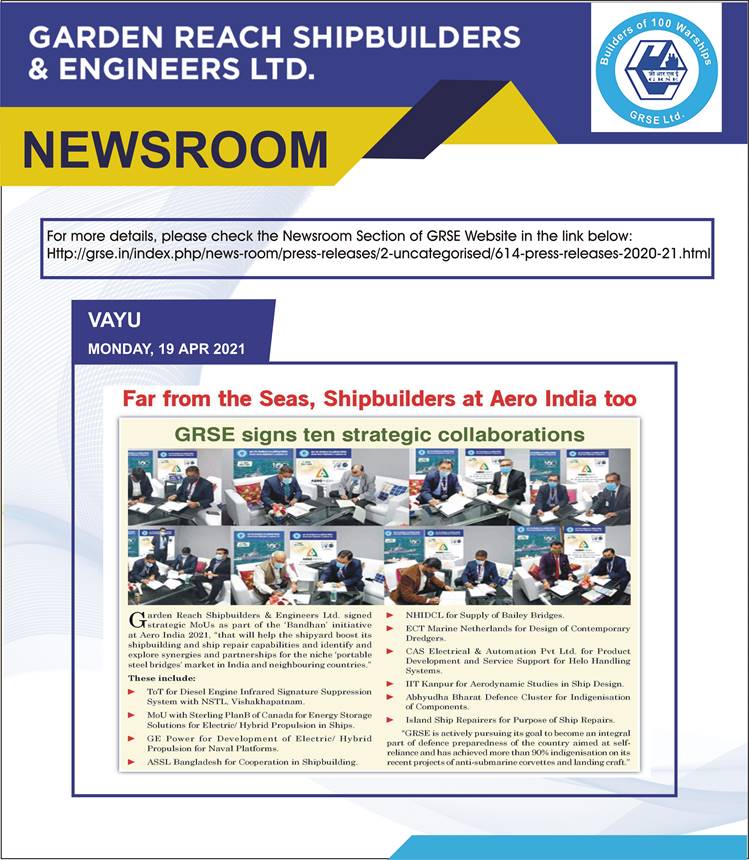 GARDEN REACH SHIPBUILDERS
& ENGINEERS LTD.
Builders of 100 Warships
जी आर एस ई
GRSE
GRSE Ltd.
NEWSROOM
For more details, please check the Newsroom Section of GRSE Website in the link below:
Http://grse.in/index.php/news-room/press-releases/2-uncategorised/614-press-releases-2020-21.html
VAYU
MONDAY, 19 APR 2021
Far from the Seas, Shipbuilders at Aero India too
GRSE signs ten strategic collaborations
Garden Reach Shipbuilders & Engineers Ltd. signed
strategic MoUs as part of the 'Bandhan' initiative
at Aero India 2021, "that will help the shipyard boost its
shipbuilding and ship repair capabilities and identify and
explore synergies and partnerships for the niche 'portable
steel bridges' market in India and neighbouring countries."
These include:
ToT for Diesel Engine Infrared Signature Suppression
System with NSTL, Vishakhapatnam.
MoU with Sterling PlanB of Canada for Energy Storage
Solutions for Electric/ Hybrid Propulsion in Ships.
GE Power for Development of Electric/ Hybrid
Propulsion for Naval Platforms.
ASSL Bangladesh for Cooperation in Shipbuilding.
NHIDCL for Supply of Bailey Bridges.
ECT Marine Netherlands for Design of Contemporary
Dredgers.
CAS Electrical & Automation Pvt Ltd. for Product
Development and Service Support for Helo Handling
Systems.
IIT Kanpur for Aerodynamic Studies in Ship Design.
Abhyudha Bharat Defence Cluster for Indigenisation
of Components.
Island Ship Repairers for Purpose of Ship Repairs.
"GRSE is actively pursuing its goal to become an integral
part of defence preparedness of the country aimed at self-
reliance and has achieved more than 90% indigenisation on its
recent projects of anti-submarine corvettes and landing craft."